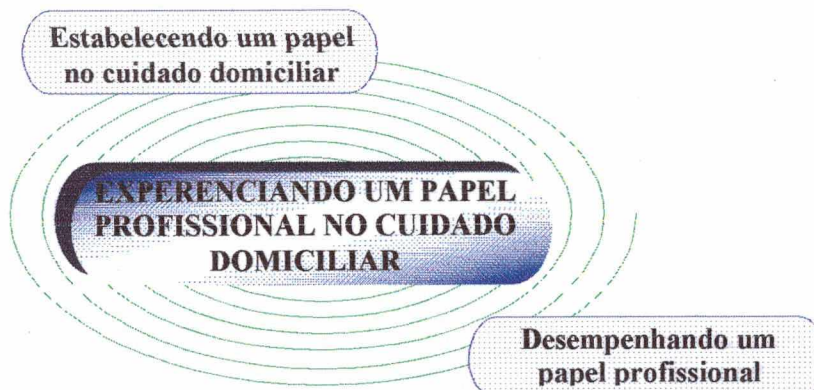 Estabelecendo um papel
no cuidado domiciliar
EXPERENCIANDO UM PAPEL
PROFISSIONAL NO CUIDADO
DOMICILIAR
Desempenhando um
papel profissional